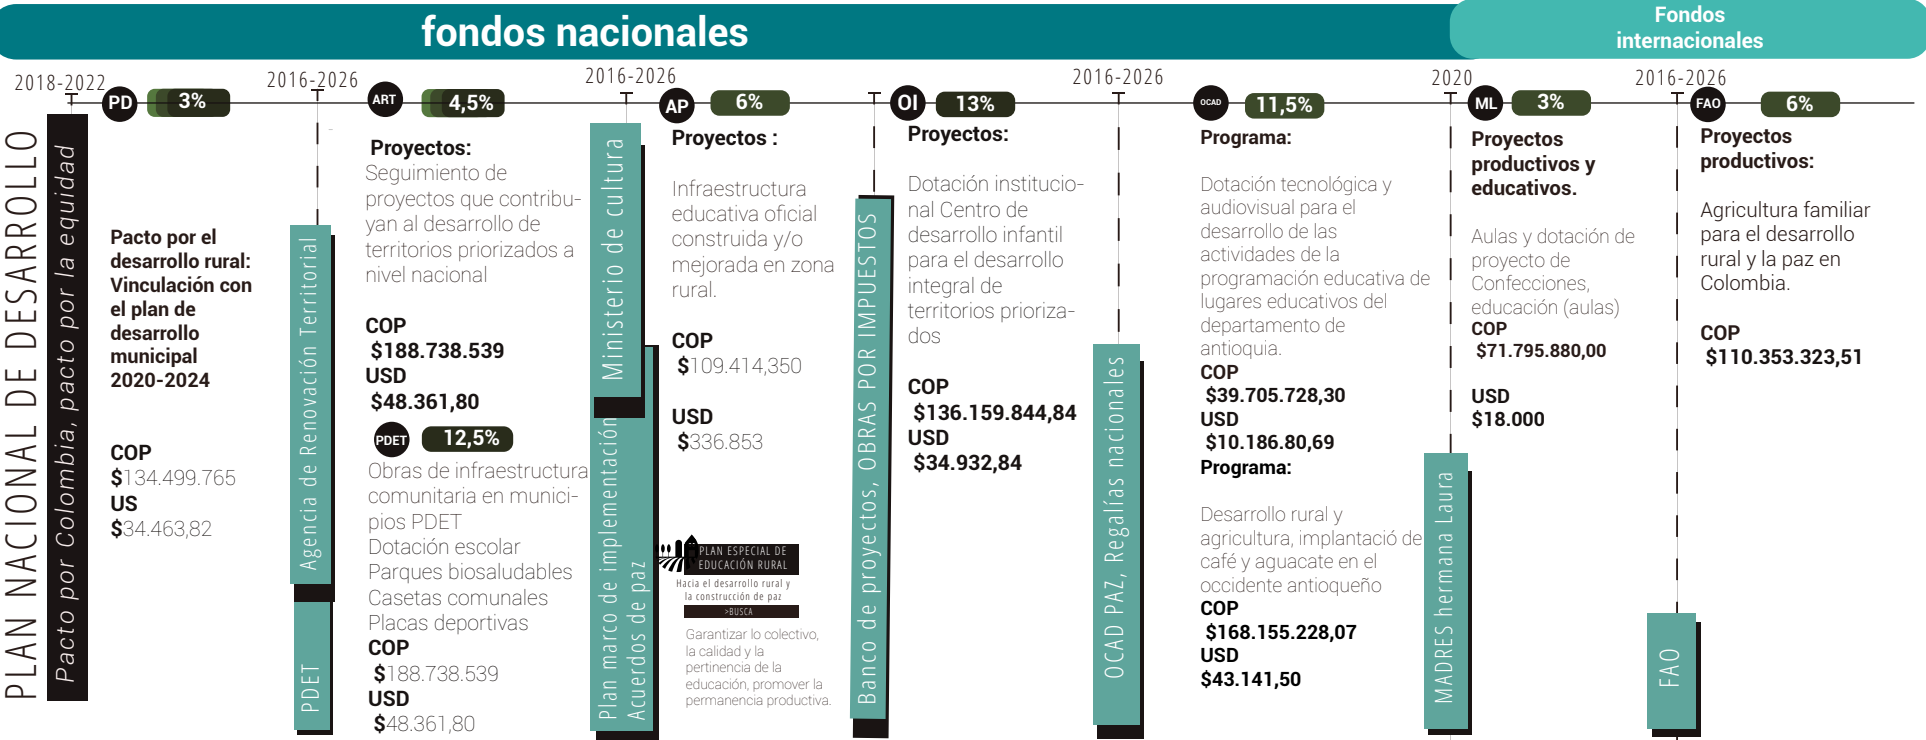 fondos nacionales
Fondos
internacionales
2018-2022
PD
3%
PLAN NACIONAL DE DESARROLLO
Pacto por Colombia, pacto por la equidad
Pacto por el
desarrollo rural:
Vinculación con
el plan de
desarrollo
municipal
2020-2024
COP
$134.499.765
US
$34.463,82
2016-2026
ART
4,5%
Agencia de Renovación Territorial
PDET
Proyectos:
Seguimiento de
proyectos que contribu-
yan al desarrollo de
territorios priorizados a
nivel nacional
COP
$188.738.539
USD
$48.361,80
PDET
12,5%
Obras de infraestructura
comunitaria en munici-
pios PDET
Dotación escolar
Parques biosaludables
Casetas comunales
Placas deportivas
COP
$188.738.539
USD
$48.361,80
2016-2026
AP
6%
Ministerio de cultura
Plan marco de implementación
Acuerdos de paz
Proyectos :
Infraestructura
educativa oficial
construida y/o
mejorada en zona
rural.
COP
$109.414,350
USD
$336.853
PLAN ESPECIAL DE
EDUCACIÓN RURAL
Hacia el desarrollo rural y
la construcción de paz
>BUSCA
Garantizar lo colectivo,
la calidad y la
pertinencia de la
educación, promover la
permanencia productiva.
OI
13%
Banco de proyectos, OBRAS POR IMPUESTOS
Proyectos:
Dotación institucio-
nal Centro de
desarrollo infantil
para el desarrollo
integral de
territorios prioriza-
dos
COP
$136.159.844,84
USD
$34.932,84
2016-2026
OCAD
11,5%
OCAD PAZ, Regalías nacionales
Programa:
Dotación tecnológica y
audiovisual para el
desarrollo de las
actividades de la
programación educativa de
lugares educativos del
departamento de
antioquia.
COP
$39.705.728,30
USD
$10.186.80,69
Programa:
Desarrollo rural y
agricultura, implantació de
café y aguacate en el
occidente antioqueño
COP
$168.155.228,07
USD
$43.141,50
2020
ML
3%
MADRES hermana Laura
Proyectos
productivos y
educativos.
Aulas y dotación de
proyecto de
Confecciones,
educación (aulas)
COP
$71.795.880,00
USD
$18.000
2016-2026
FAO
6%
FAO
Proyectos
productivos:
Agricultura familiar
para el desarrollo
rural y la paz en
Colombia.
COP
$110.353.323,51